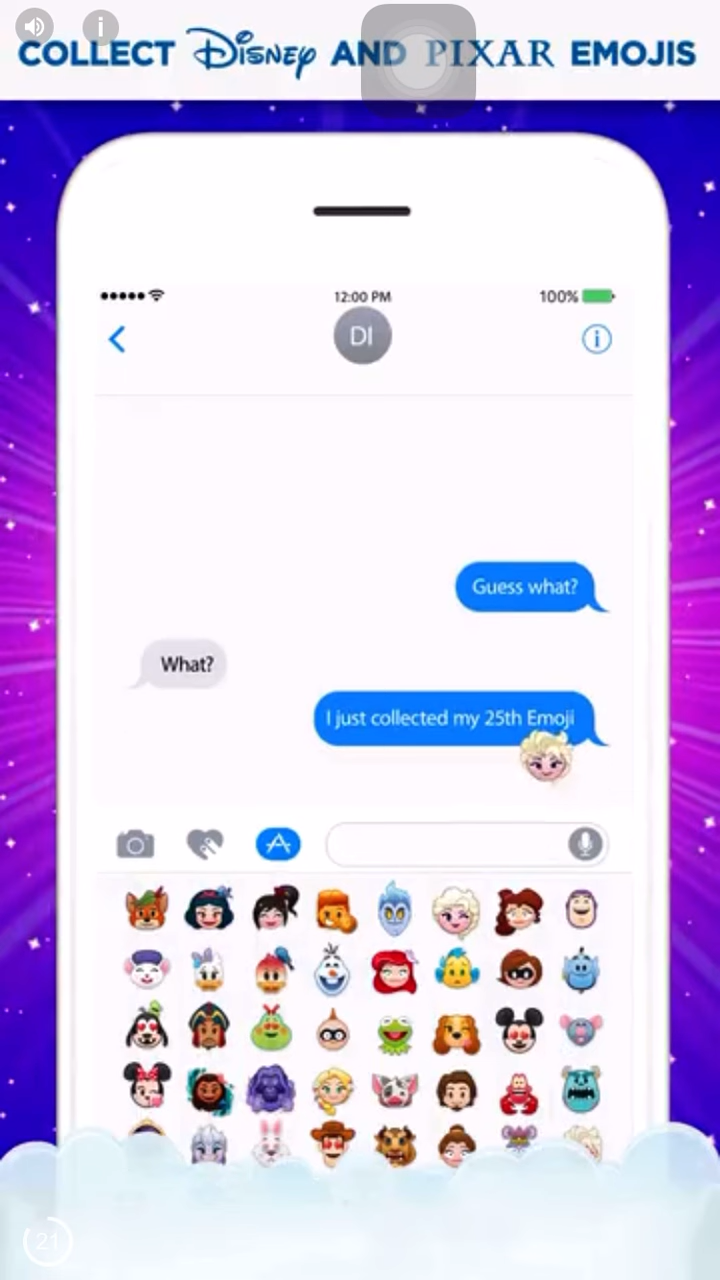 COLLECT Disney AND PIXAR EMOJIS
12:00 PM
100%
DI
Guess what?
What?
I just collected my 25th Emoji
21